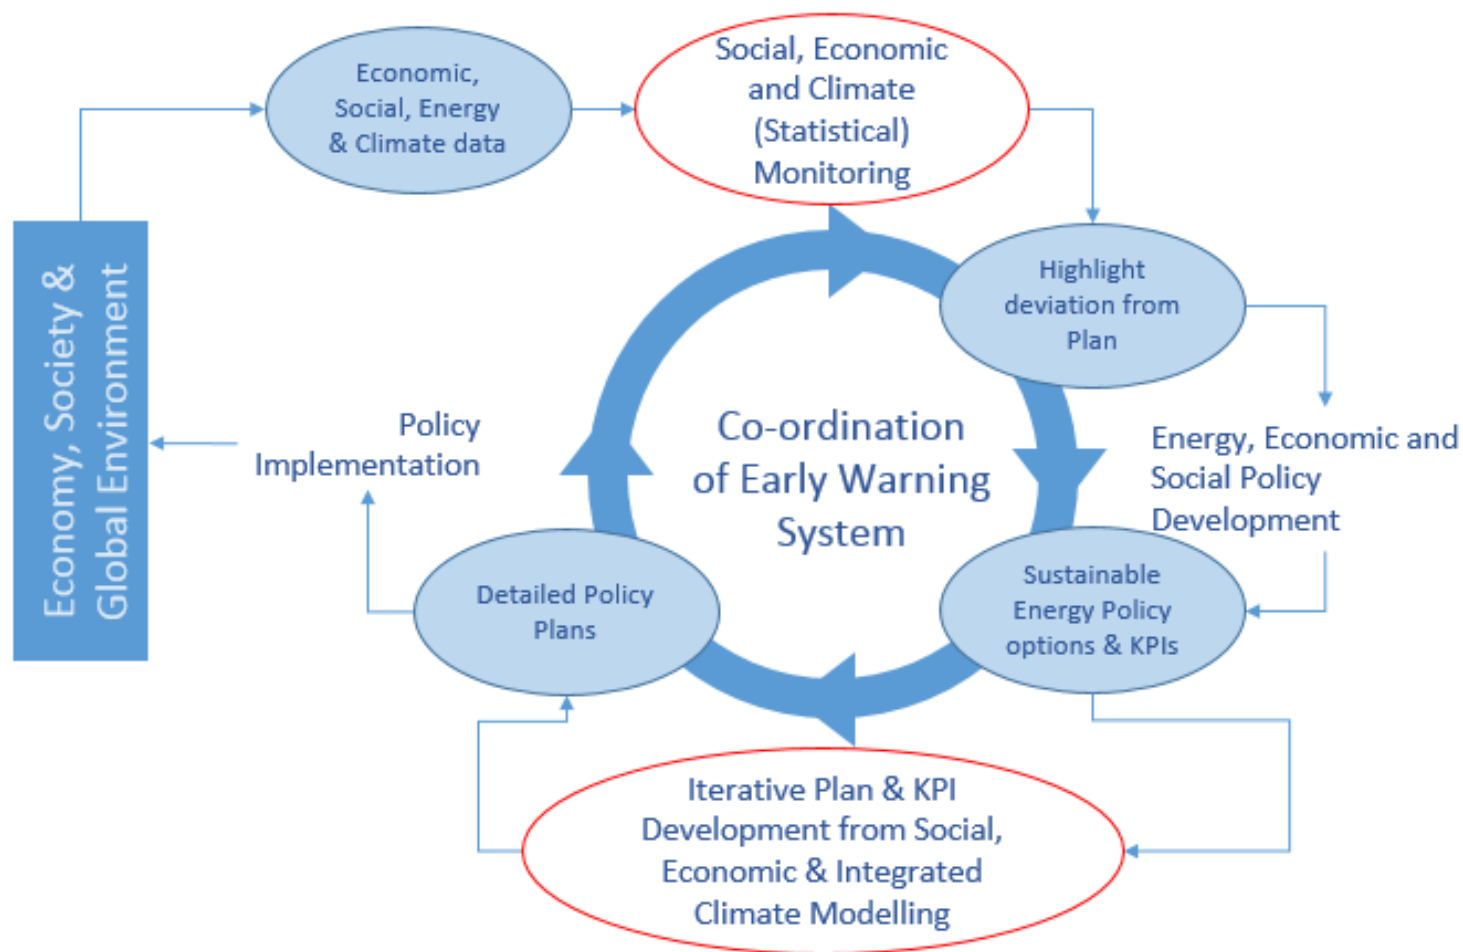 Economic,
Social, Energy
& Climate data
Social, Economic
and Climate
(Statistical)
Monitoring
Highlight
deviation from
Plan
Economy, Society &
Global Environment
Policy
Implementation
Co-ordination
of Early Warning
System
Energy, Economic and
Social Policy
Development
Detailed Policy
Plans
Sustainable
Energy Policy
options & KPIs
Iterative Plan & KPI
Development from Social,
Economic & Integrated
Climate Modelling